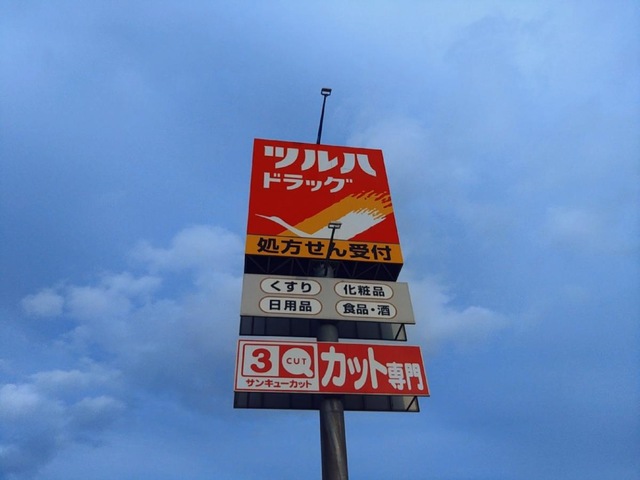 ツルハ
ドラッグ
処方せん受付
くすり 化粧品
日用品 食品・酒
3 CUT カット専門
サンキューカット